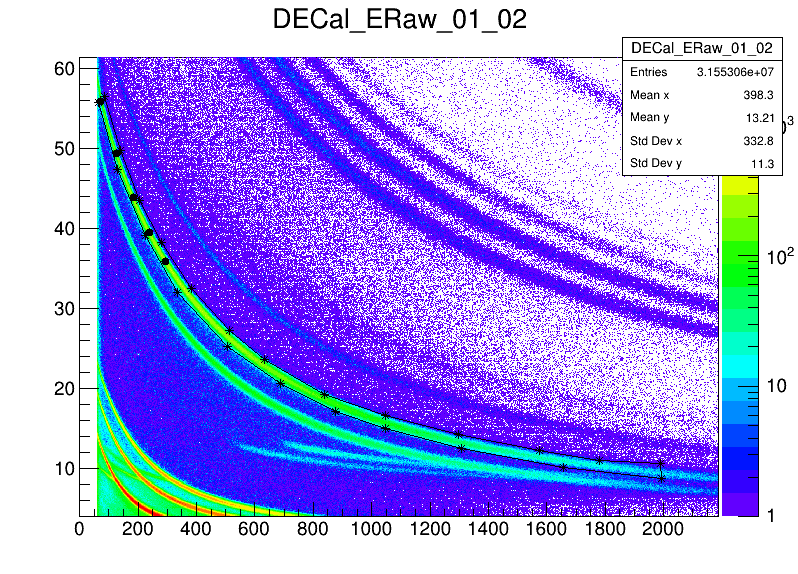 DECal_ERaw_01_02
DECal_ERaw_01_02
Entries 3.155306e+07
Mean x 398.3
Mean y 13.21
Std Dev x 332.8
Std Dev y 11.3
60
50
40
30
20
10
3
10²
10
1
0 200 400 600 800 1000 1200 1400 1600 1800 2000